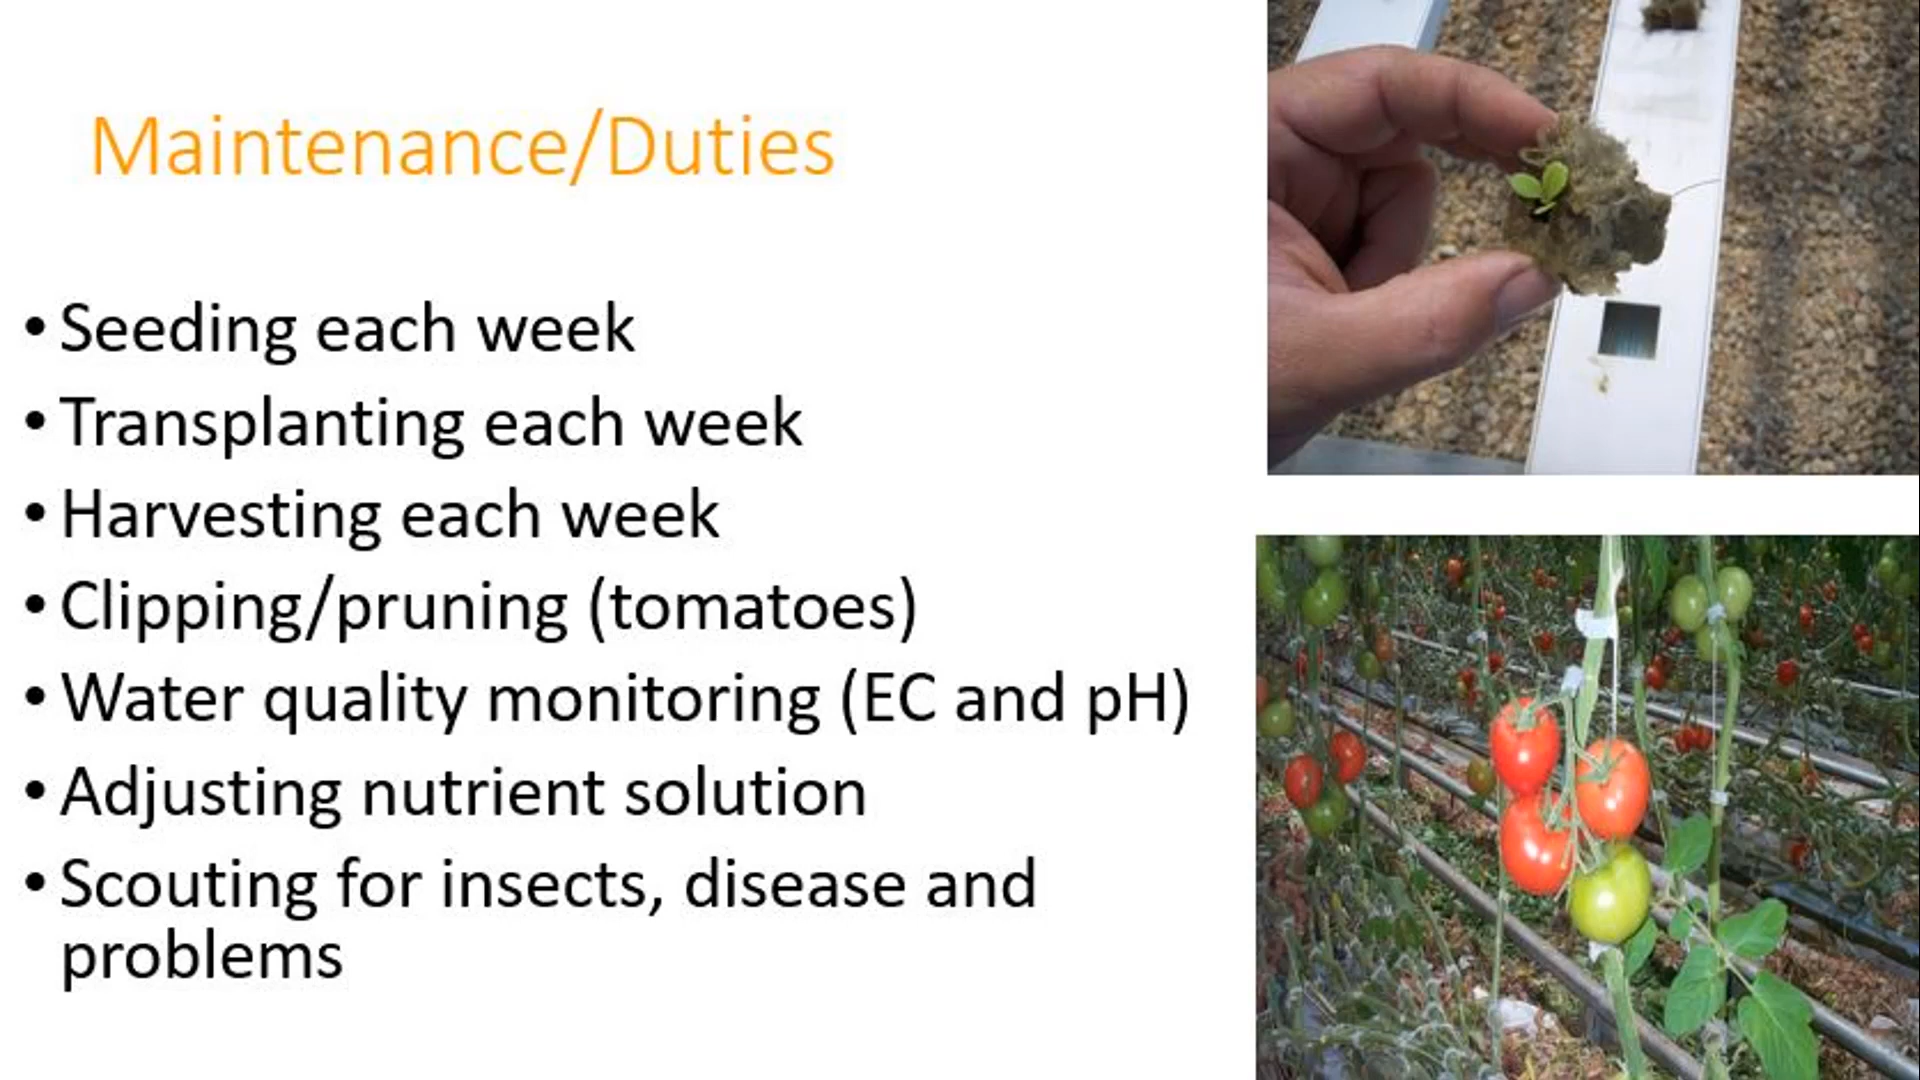 Maintenance/Duties
• Seeding each week
• Transplanting each week
• Harvesting each week
• Clipping/pruning (tomatoes)
• Water quality monitoring (EC and pH)
• Adjusting nutrient solution
• Scouting for insects, disease and
problems